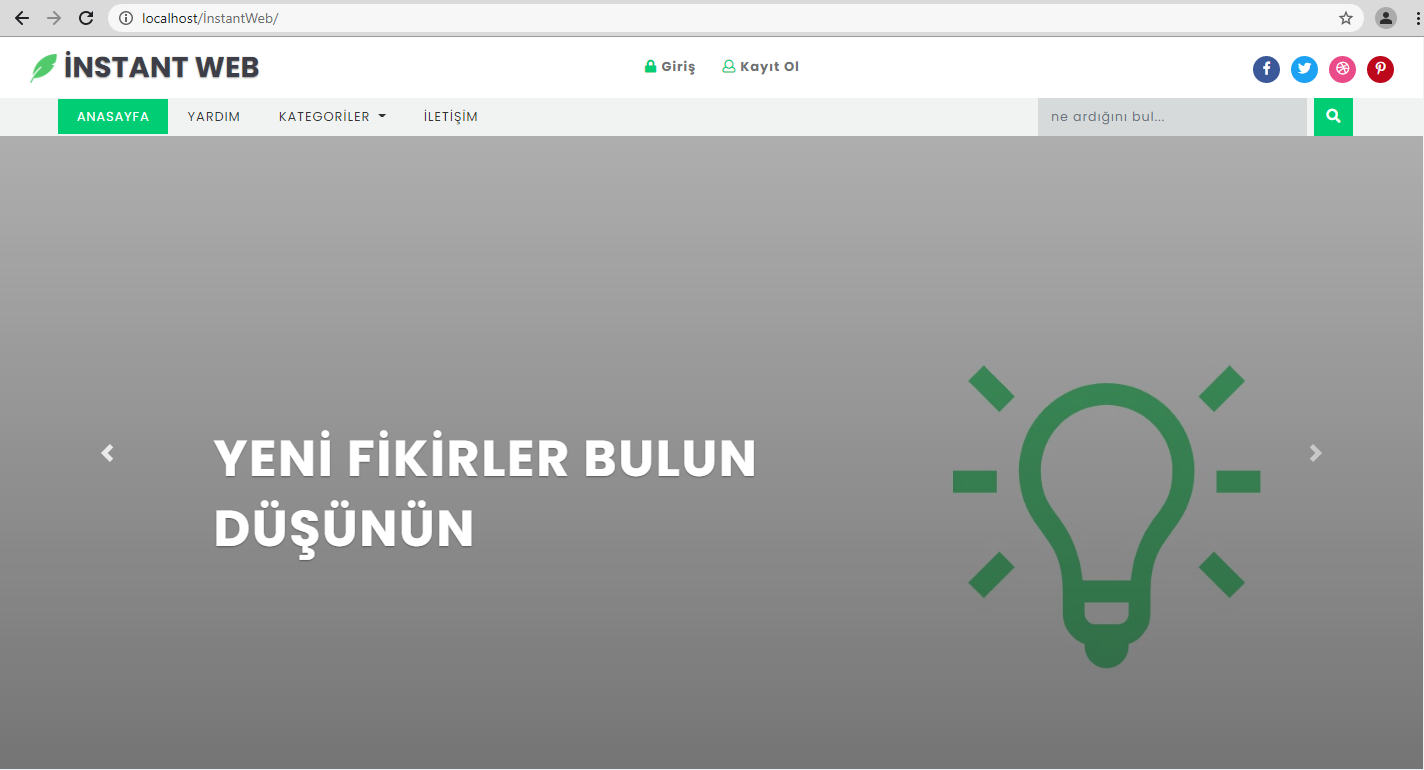 localhost/İnstantWeb/
İNSTANT WEB
Giriş Kayıt Ol
ANASAYFA YARDIM KATEGORİLER İLETİŞİM ne ardığını bul...
YENİ FİKİRLER BULUN
DÜŞÜNÜN